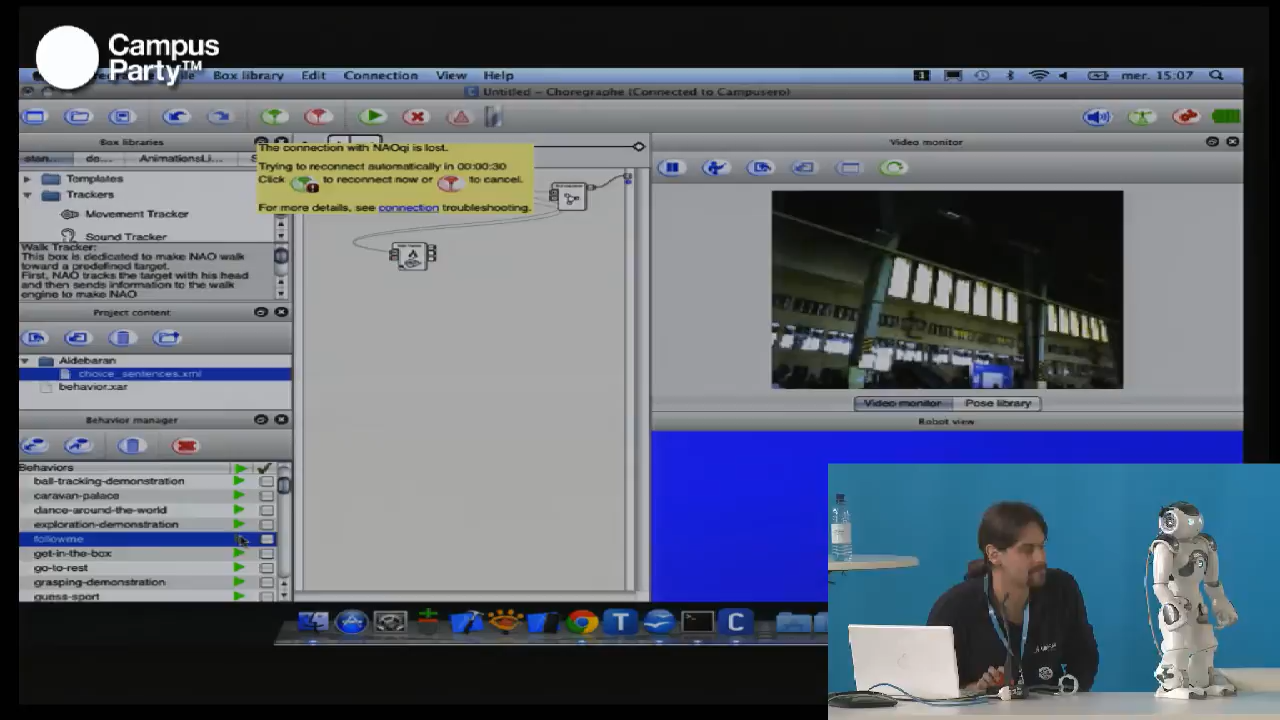 Campus
Party™
Box library Edit Connection View Help
mer. 15:07
Untitled – Choregraphe (Connected to Campusero)
Box libraries
Video monitor
stan... de... AnimationsLi...
The connection with NAOqi is lost.
Trying to reconnect automatically in 00:00:30
Click to reconnect now or to cancel.
For more details, see connection troubleshooting.
Templates
Trackers
Movement Tracker
Sound Tracker
Walk Tracker:
This box is dedicated to make NAO walk
toward a predefined target.
First, NAO tracks the target with his head
and then sends information to the walk
engine to make NAO
Project content
Aldebaran
choice_sentences.xml
behavior.xar
Video monitor Pose library
Robot view
Behavior manager
Behaviors
ball-tracking-demonstration
caravan-palace
dance-around-the-world
exploration-demonstration
followme
get-in-the-box
go-to-rest
grasping-demonstration
guess-sport
T
C